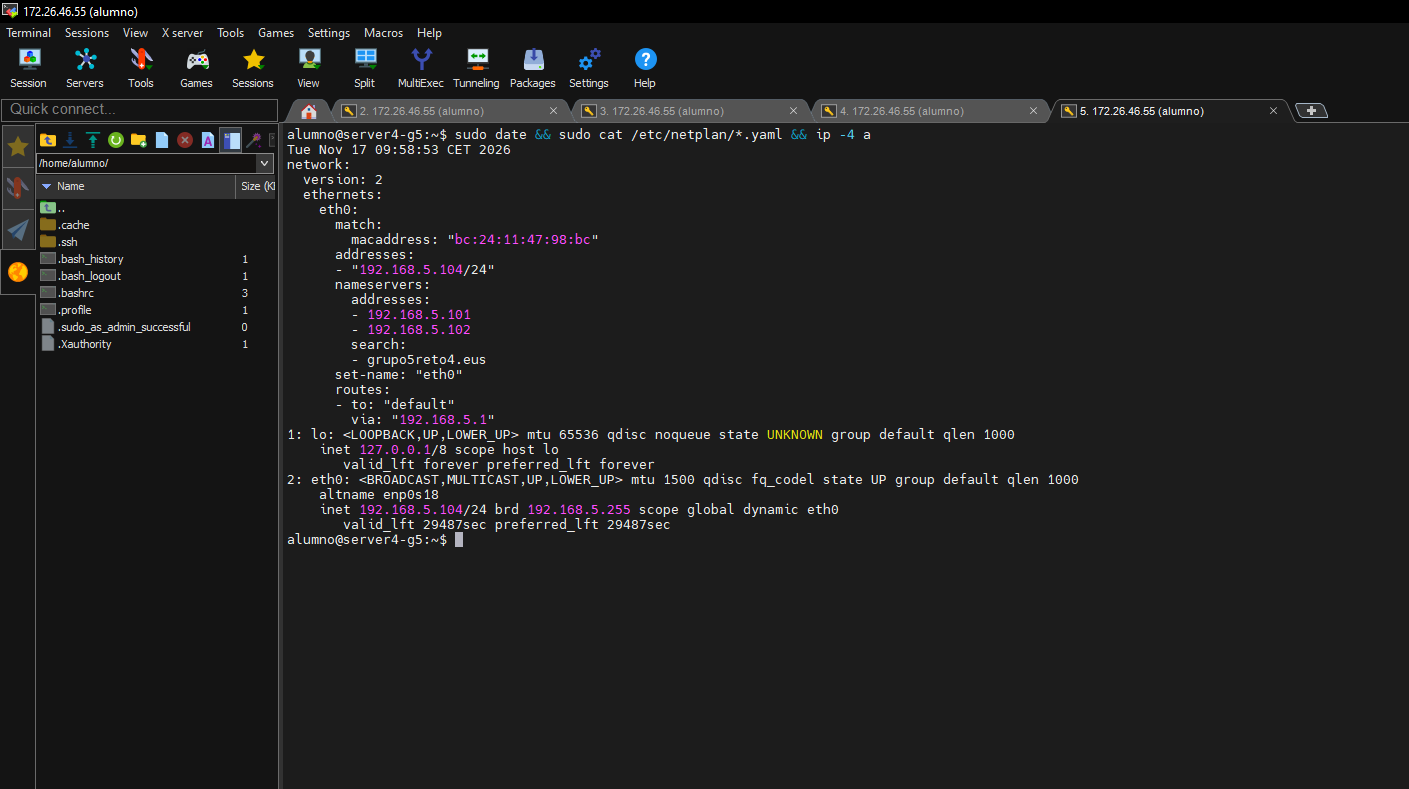 172.26.46.55 (alumno)
Terminal Sessions View X server Tools Games Settings Macros Help
Session Servers Tools Games Sessions View Split MultiExec Tunneling Packages Settings Help
Quick connect...
2. 172.26.46.55 (alumno)
3. 172.26.46.55 (alumno)
4. 172.26.46.55 (alumno)
5. 172.26.46.55 (alumno)
/home/alumno/
Name Size (K
..
.cache
.ssh
.bash_history 1
.bash_logout 1
.bashrc 3
.profile 1
.sudo_as_admin_successful 0
.Xauthority 1
alumno@server4-g5:~$ sudo date && sudo cat /etc/netplan/*.yaml && ip -4 a
Tue Nov 17 09:58:53 CET 2026
network:
  version: 2
  ethernets:
    eth0:
      match:
        macaddress: "bc:24:11:47:98:bc"
      addresses:
      - "192.168.5.104/24"
      nameservers:
        addresses:
        - 192.168.5.101
        - 192.168.5.102
        search:
        - grupo5reto4.eus
      set-name: "eth0"
      routes:
      - to: "default"
        via: "192.168.5.1"
1: lo: <LOOPBACK,UP,LOWER_UP> mtu 65536 qdisc noqueue state UNKNOWN group default qlen 1000
    inet 127.0.0.1/8 scope host lo
       valid_lft forever preferred_lft forever
2: eth0: <BROADCAST,MULTICAST,UP,LOWER_UP> mtu 1500 qdisc fq_codel state UP group default qlen 1000
    altname enp0s18
    inet 192.168.5.104/24 brd 192.168.5.255 scope global dynamic eth0
       valid_lft 29487sec preferred_lft 29487sec
alumno@server4-g5:~$